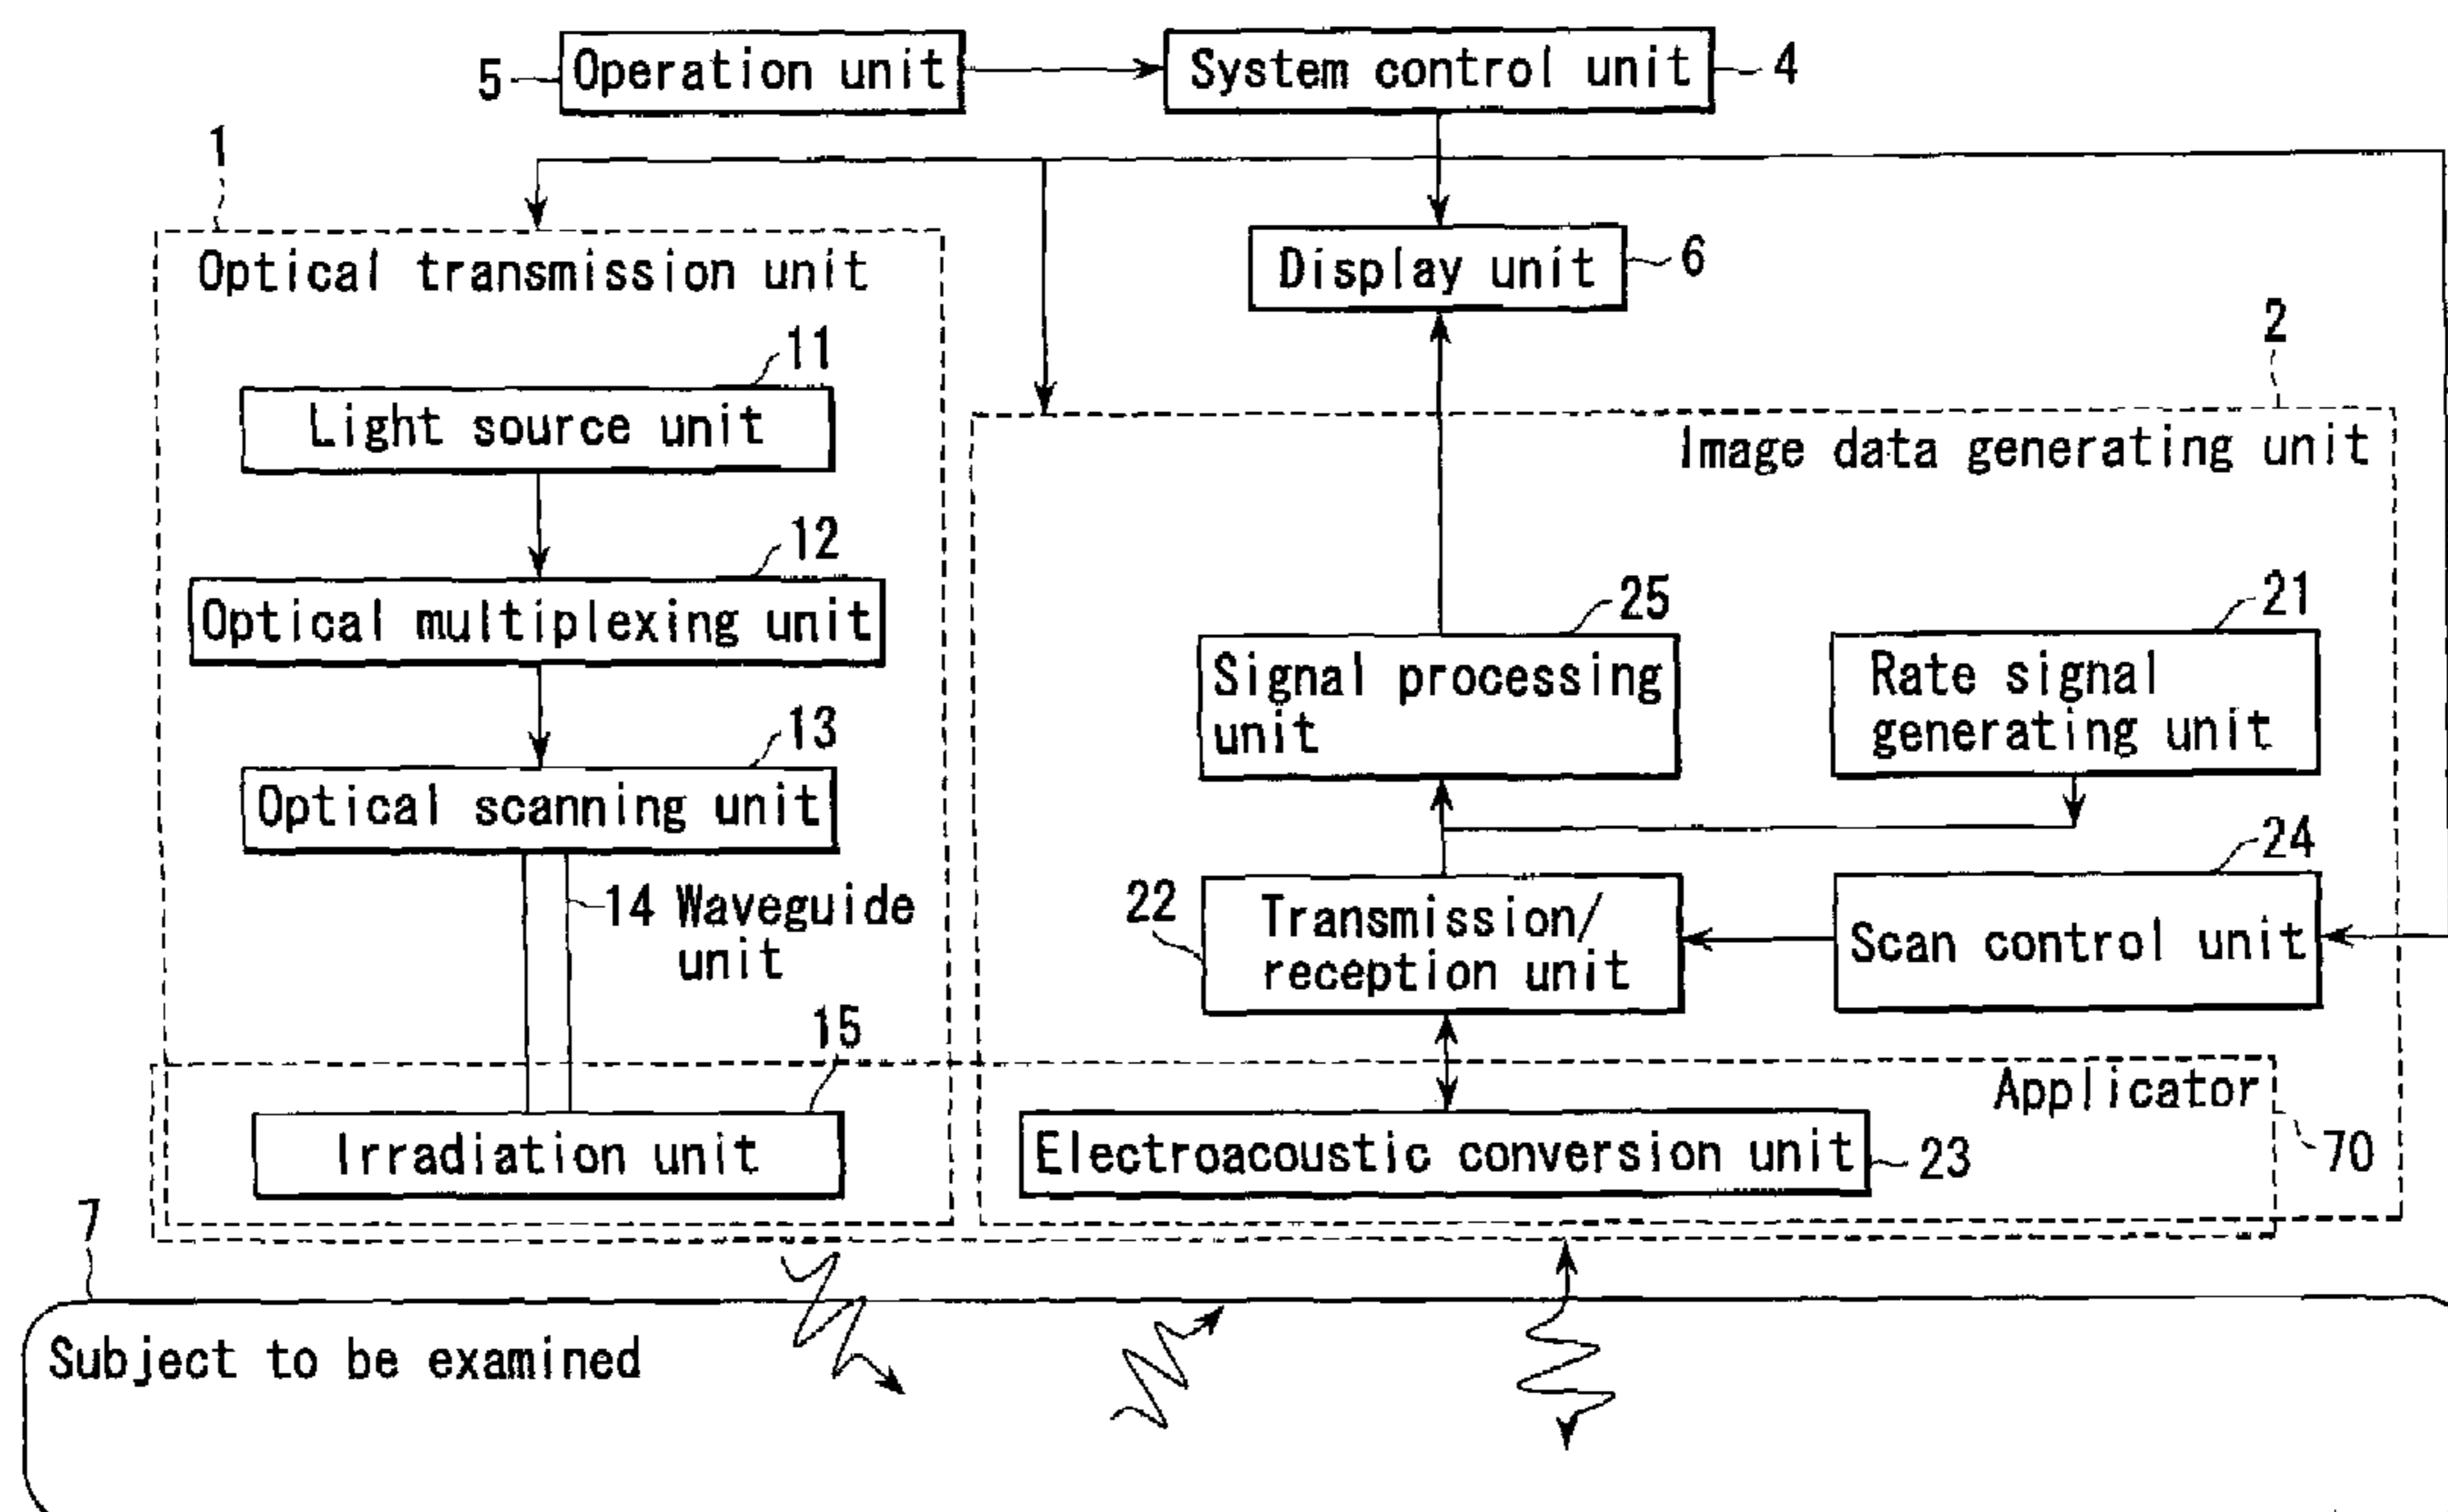 5 Operation unit
System control unit 4
1
Optical transmission unit
Display unit 6
2
Image data generating unit
11
Light source unit
12
Optical multiplexing unit
13
Optical scanning unit
14 Waveguide
unit
15
Irradiation unit
25
Signal processing
unit
21
Rate signal
generating unit
22
Transmission/
reception unit
24
Scan control unit
Applicator
70
Electroacoustic conversion unit 23
7
Subject to be examined